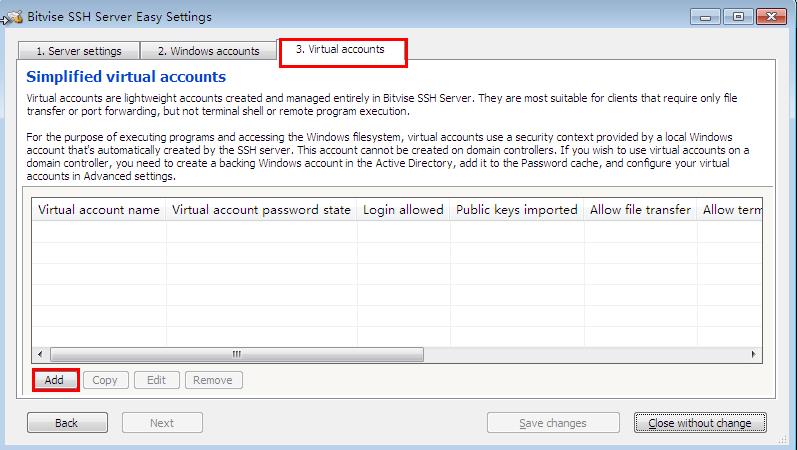 Bitvise SSH Server Easy Settings
1. Server settings
2. Windows accounts
3. Virtual accounts
Simplified virtual accounts
Virtual accounts are lightweight accounts created and managed entirely in Bitvise SSH Server. They are most suitable for clients that require only file
transfer or port forwarding, but not terminal shell or remote program execution.
For the purpose of executing programs and accessing the Windows filesystem, virtual accounts use a security context provided by a local Windows
account that's automatically created by the SSH server. This account cannot be created on domain controllers. If you wish to use virtual accounts on a
domain controller, you need to create a backing Windows account in the Active Directory, add it to the Password cache, and configure your virtual
accounts in Advanced settings.
Virtual account name Virtual account password state Login allowed Public keys imported Allow file transfer Allow term
Add Copy Edit Remove
Back Next Save changes Close without change